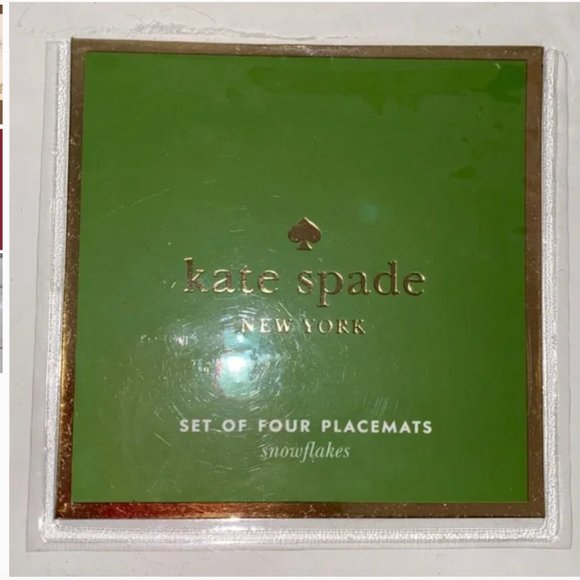 kate spade
NEW YORK
SET OF FOUR PLACEMATS
snowflakes